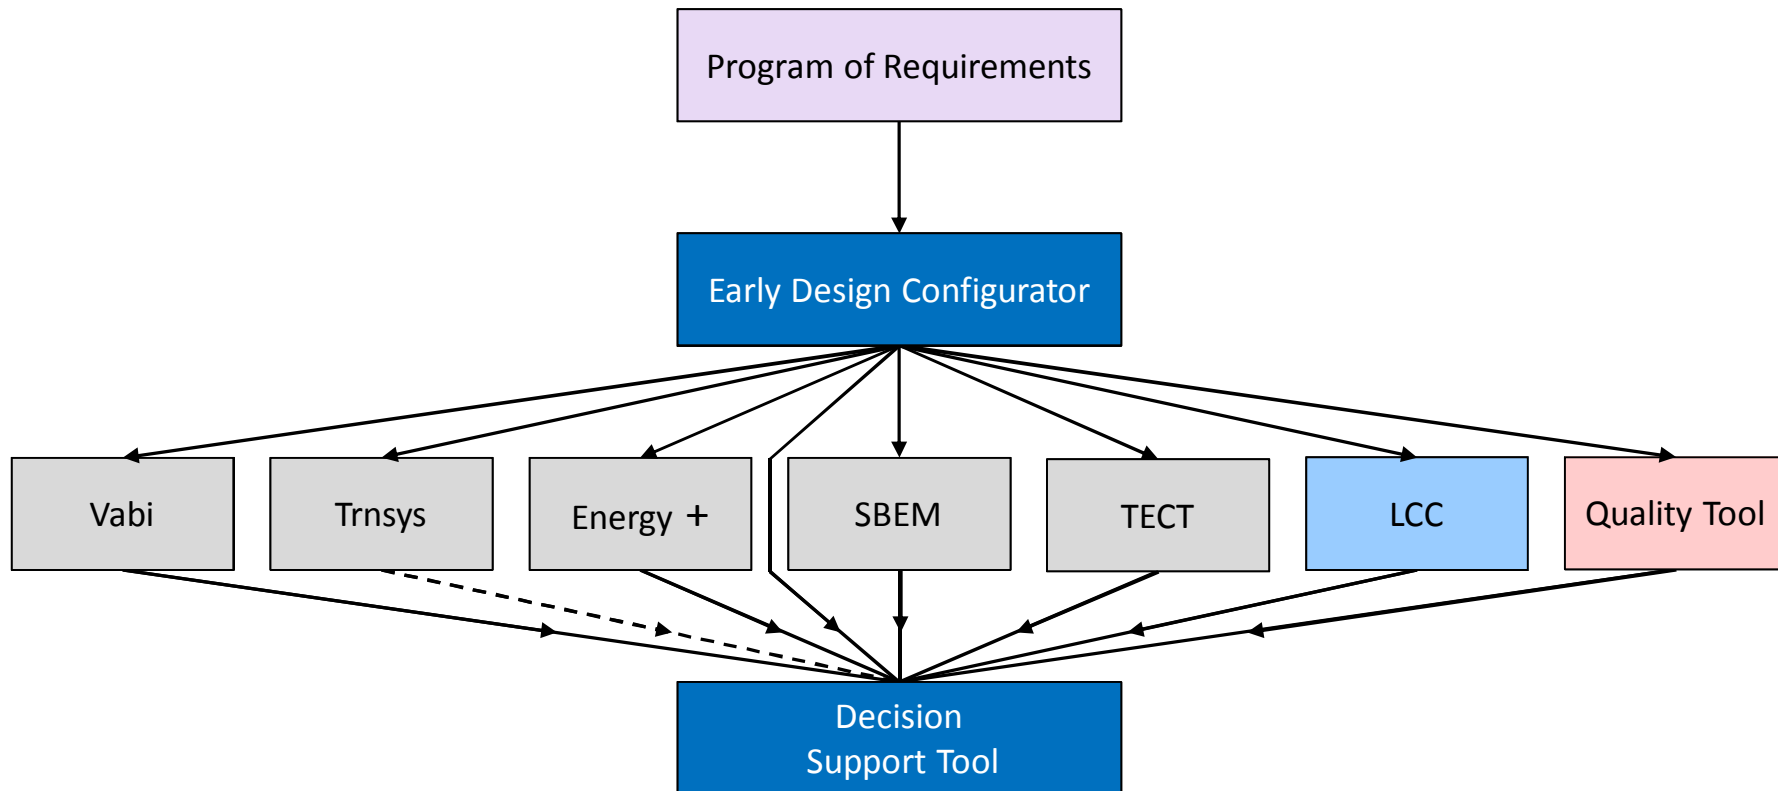 Program of Requirements
Early Design Configurator
Vabi
Trnsys
Energy +
SBEM
TECT
LCC
Quality Tool
Decision
Support Tool